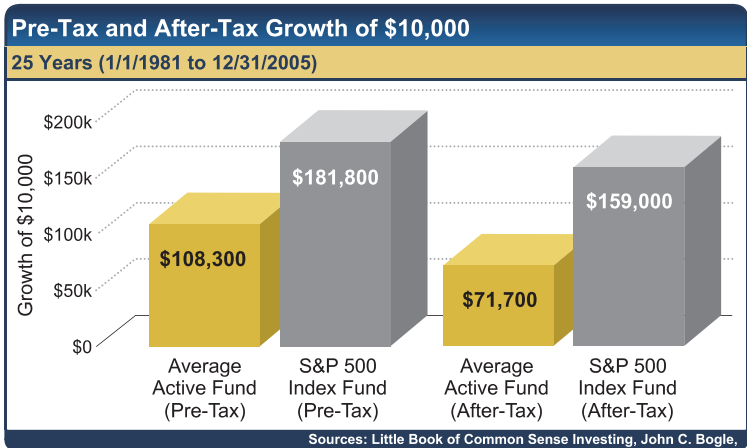 Pre-Tax and After-Tax Growth of $10,000
25 Years (1/1/1981 to 12/31/2005)
Growth of $10,000
$200k
$150k
$100k
$50k
$0
$108,300
$181,800
$71,700
$159,000
Average
Active Fund
(Pre-Tax)
S&P 500
Index Fund
(Pre-Tax)
Average
Active Fund
(After-Tax)
S&P 500
Index Fund
(After-Tax)
Sources: Little Book of Common Sense Investing, John C. Bogle,